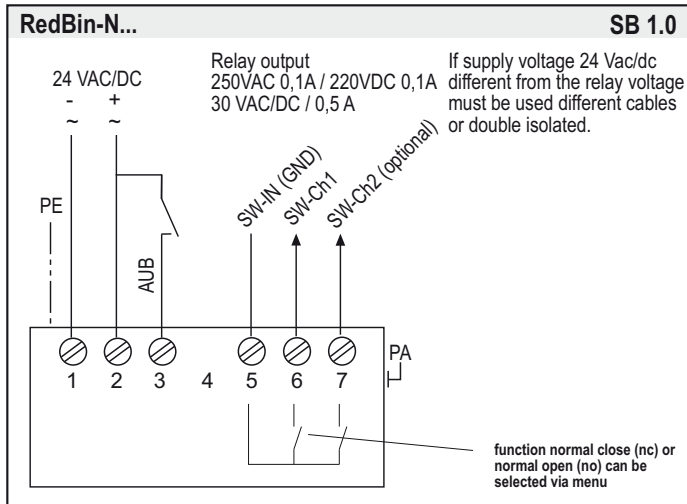 RedBin-N... SB 1.0
24 VAC/DC
- +
~ ~
Relay output
250VAC 0,1A / 220VDC 0,1A
30 VAC/DC / 0,5 A
If supply voltage 24 Vac/dc
different from the relay voltage
must be used different cables
or double isolated.
PE
AUB
SW-IN (GND)
SW-Ch1
SW-Ch2 (optional)
PA
1 2 3 4 5 6 7
function normal close (nc) or
normal open (no) can be
selected via menu